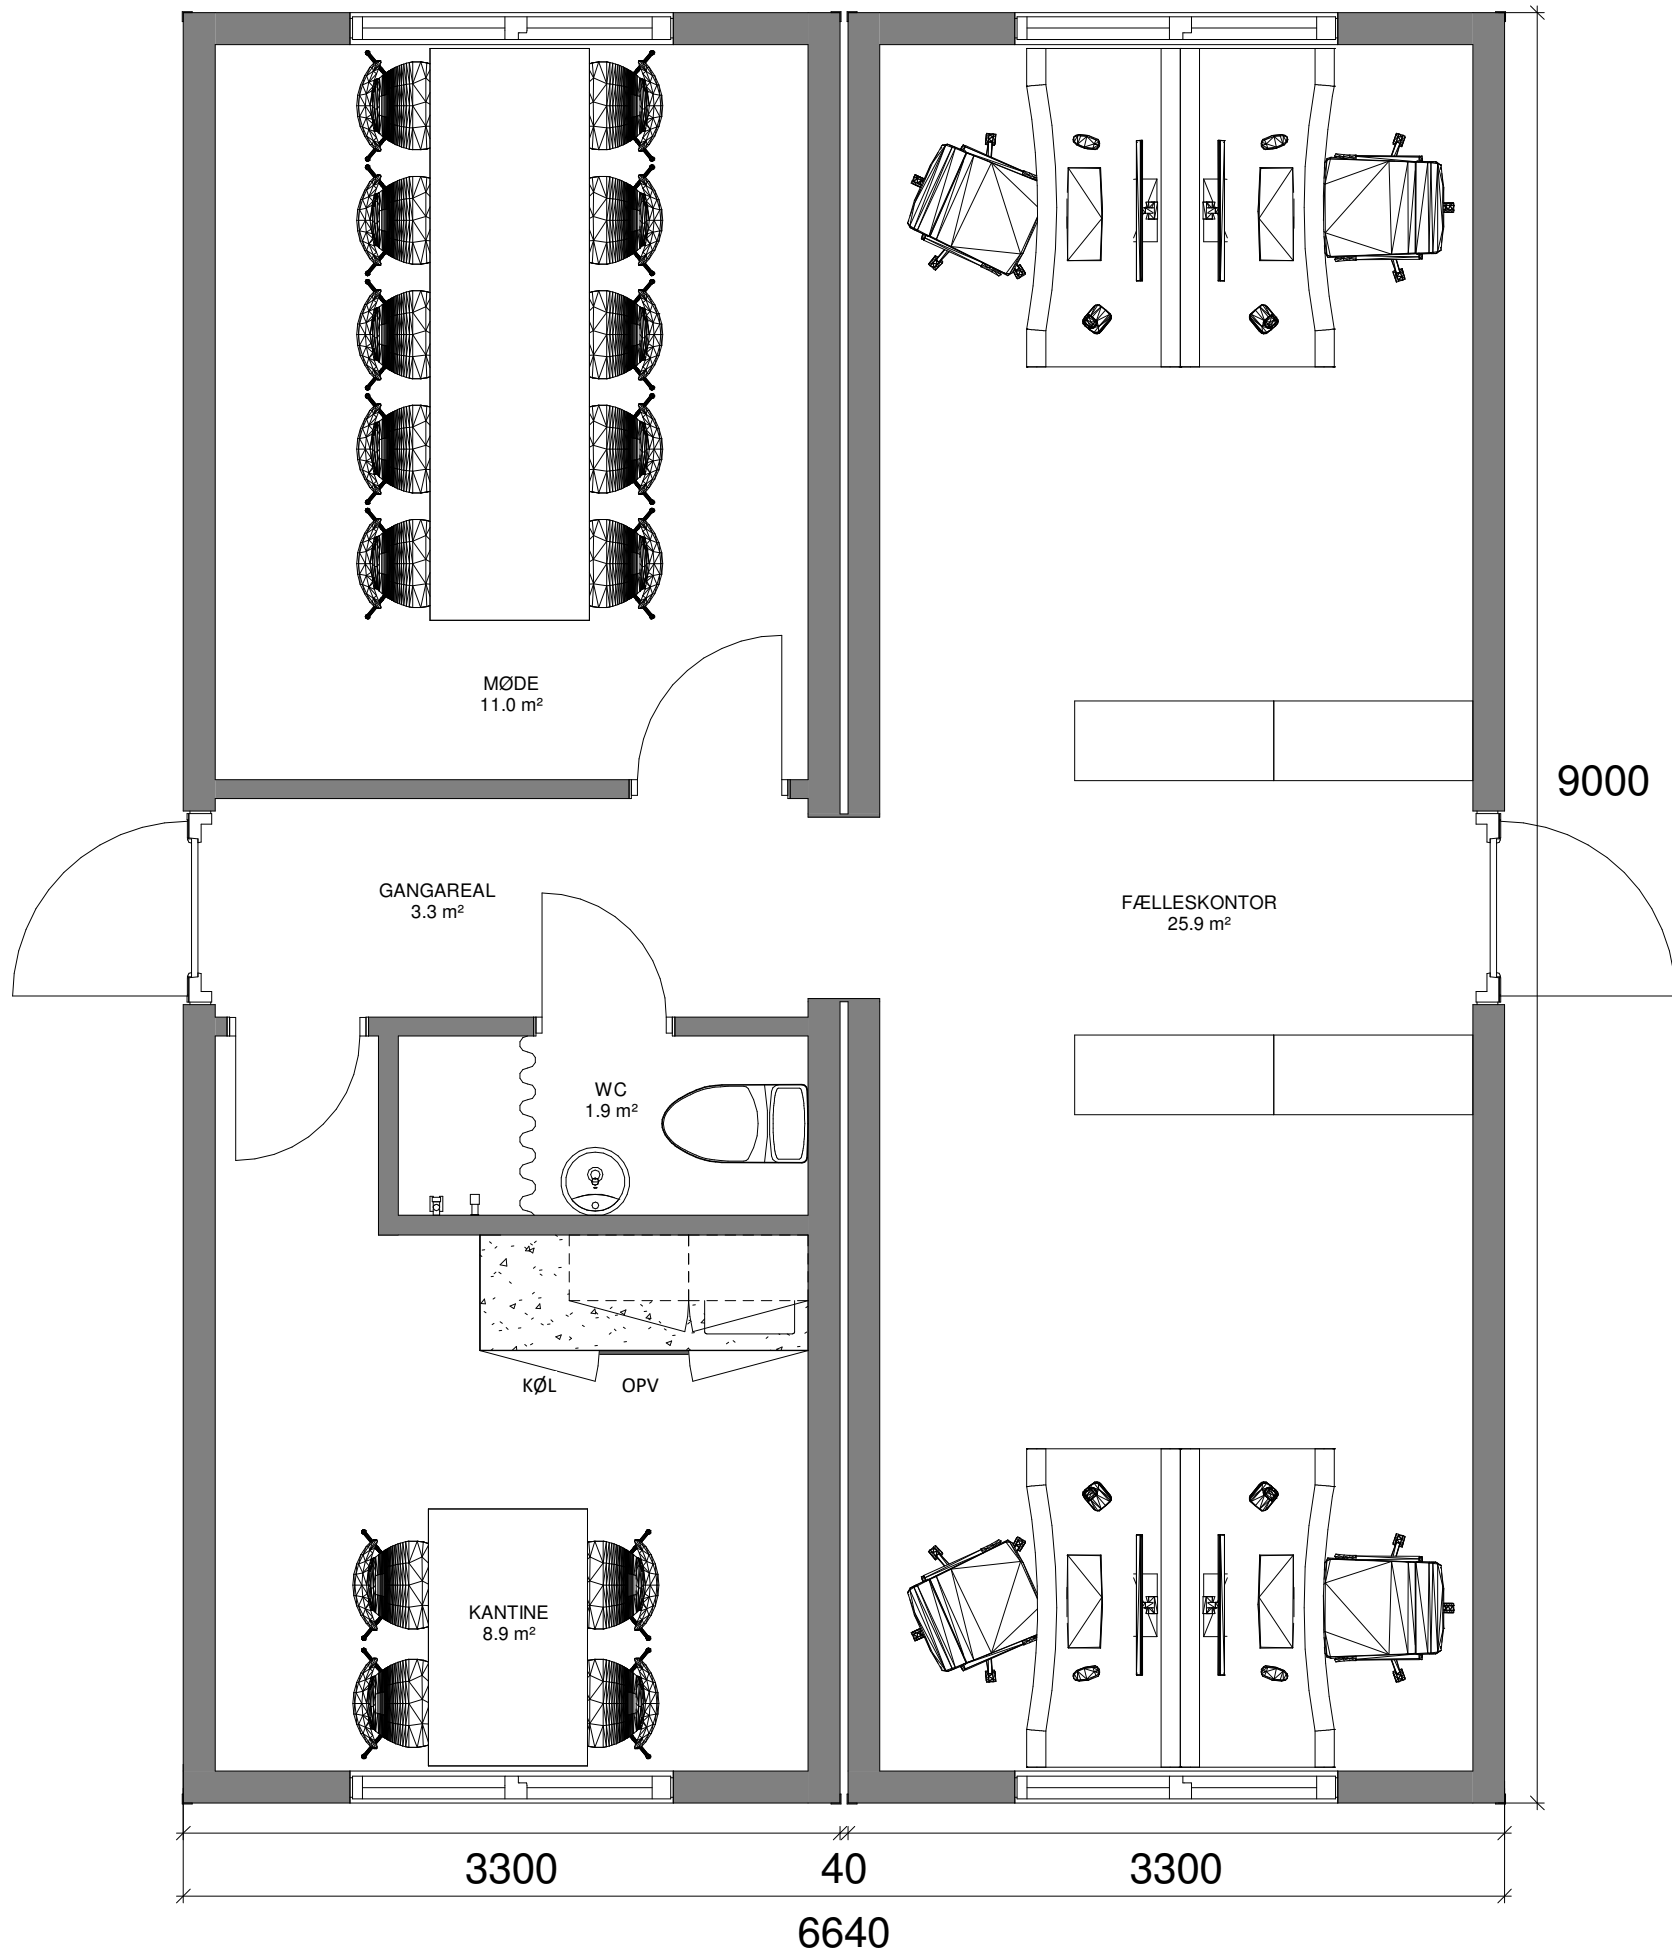 MØDE
11.0 m²
9000
GANGAREAL
3.3 m²
FÆLLESKONTOR
25.9 m²
WC
1.9 m²
KØL
OPV
KANTINE
8.9 m²
3300
40
3300
6640